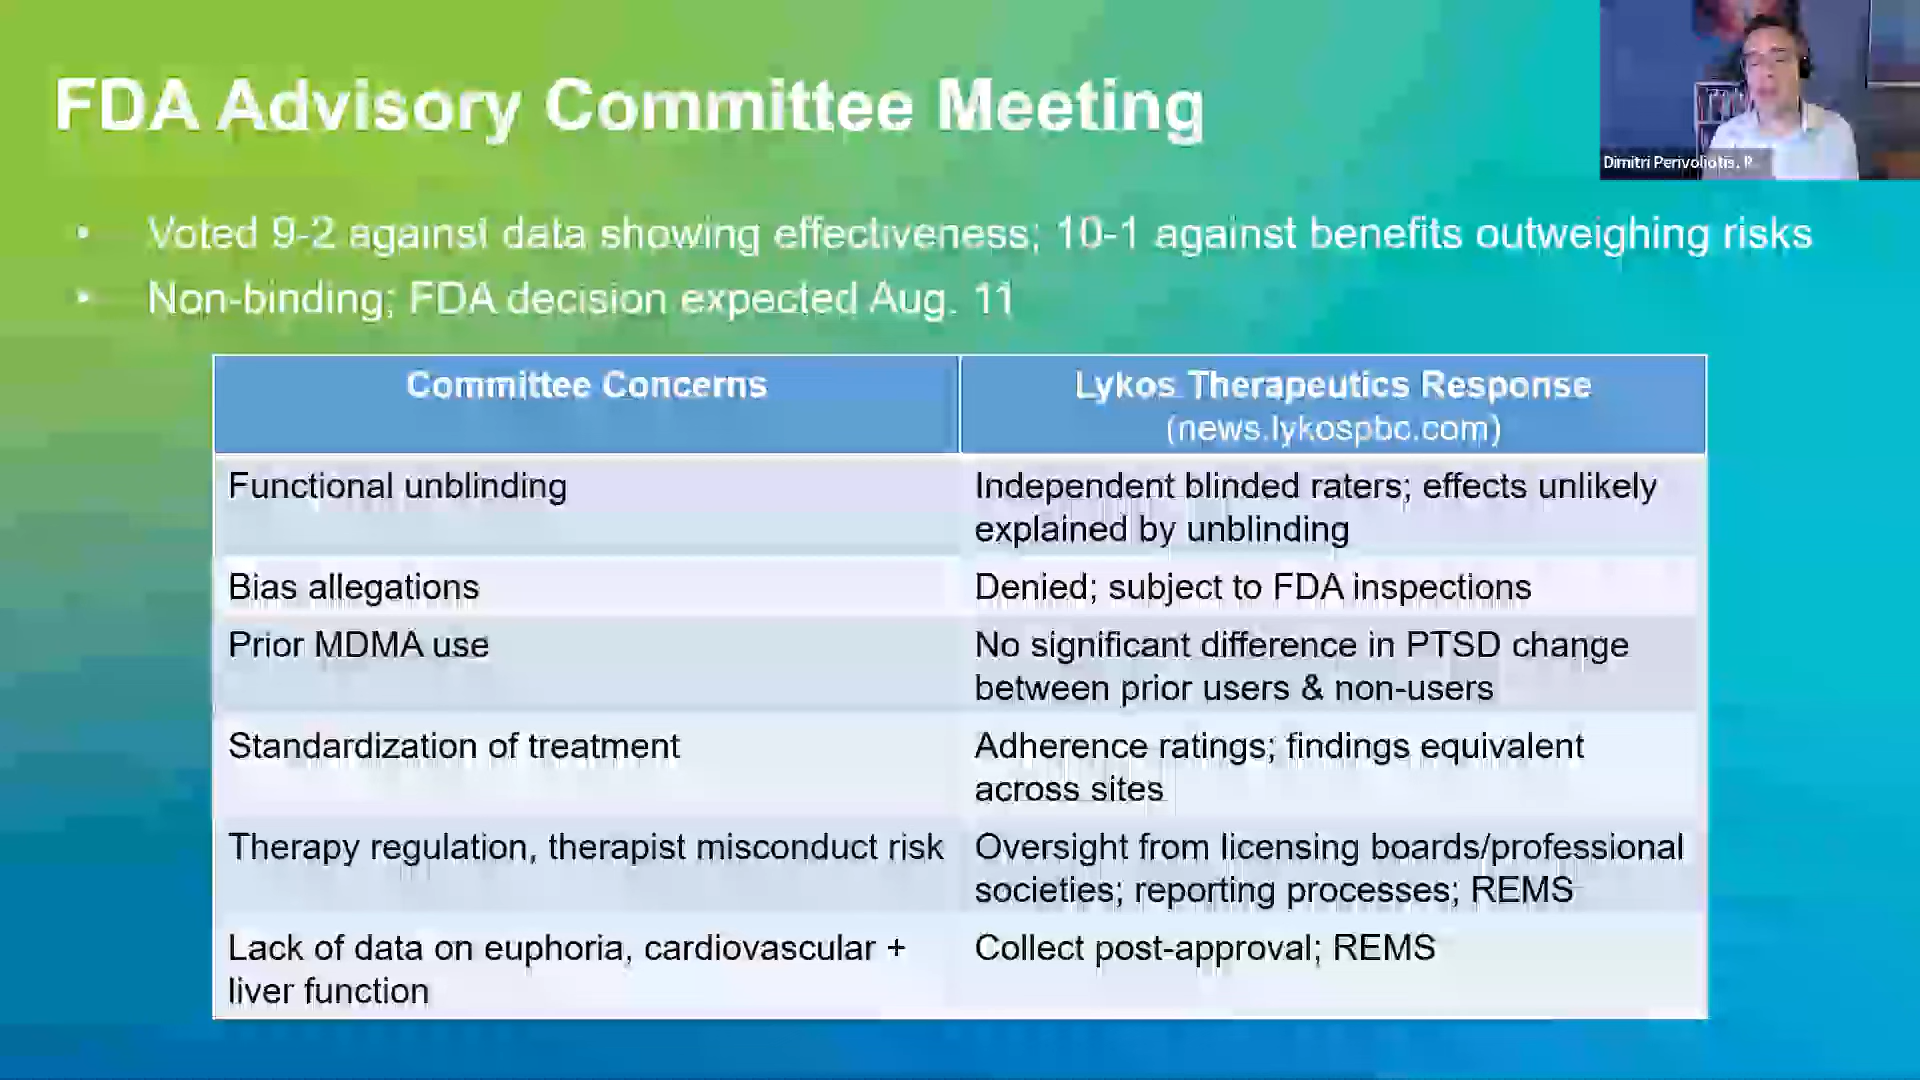 FDA Advisory Committee Meeting
Dimitri Perivoliotis, P
• Voted 9-2 against data showing effectiveness; 10-1 against benefits outweighing risks
• Non-binding; FDA decision expected Aug. 11
Committee Concerns
Lykos Therapeutics Response
(news.lykospbc.com)
Functional unblinding
Independent blinded raters; effects unlikely
explained by unblinding
Bias allegations
Denied; subject to FDA inspections
Prior MDMA use
No significant difference in PTSD change
between prior users & non-users
Standardization of treatment
Adherence ratings; findings equivalent
across sites
Therapy regulation, therapist misconduct risk
Oversight from licensing boards/professional
societies; reporting processes; REMS
Lack of data on euphoria, cardiovascular +
liver function
Collect post-approval; REMS